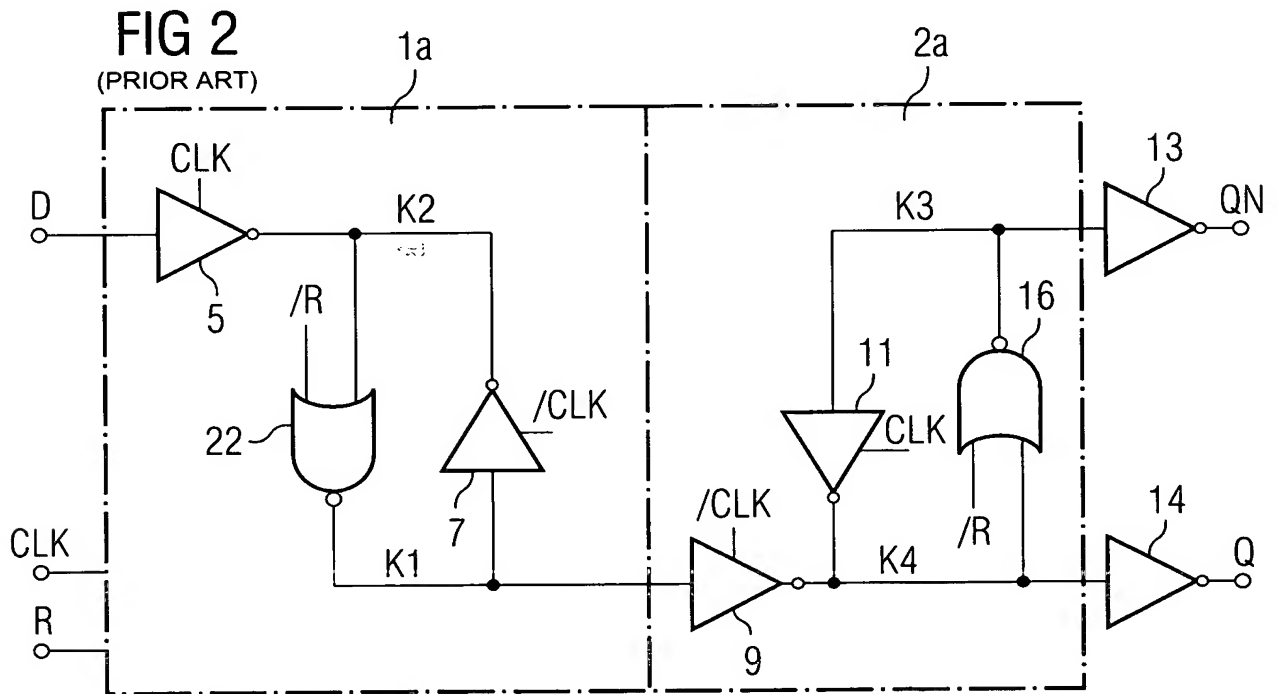 FIG 2
(PRIOR ART)
1a
2a
D
CLK
5
K2
/R
22
7
/CLK
K1
CLK
R
K3
11
CLK
16
/R
/CLK
9
K4
13
QN
14
Q